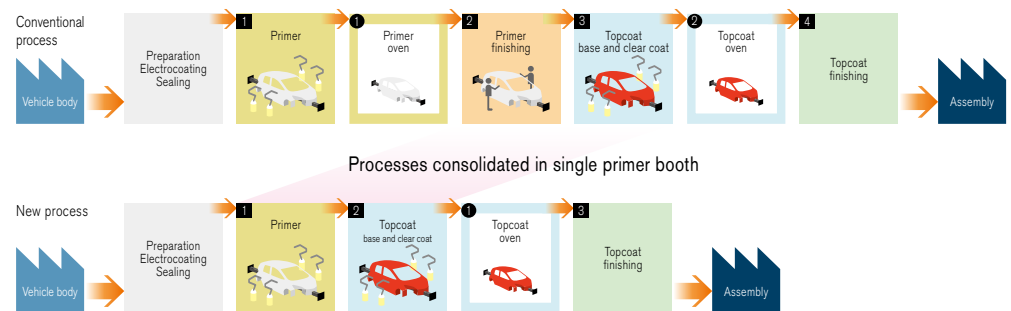 Conventional
process
Vehicle body
Preparation
Electrocoating
Sealing
1
Primer
1
Primer
oven
2
Primer
finishing
3
Topcoat
base and clear coat
2
Topcoat
oven
4
Topcoat
finishing
Assembly
Processes consolidated in single primer booth
New process
Vehicle body
Preparation
Electrocoating
Sealing
1
Primer
2
Topcoat
base and clear coat
1
Topcoat
oven
3
Topcoat
finishing
Assembly